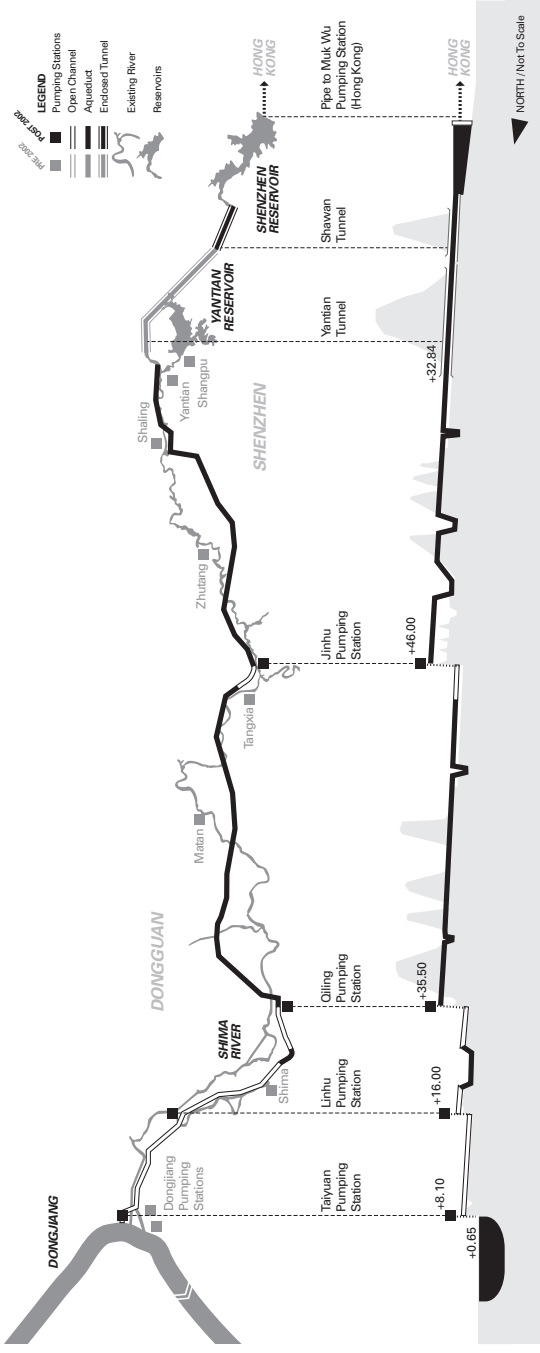 PRE 2002
POST 2002
LEGEND
Pumping Stations
Open Channel
Aqueduct
Enclosed Tunnel
Existing River
Reservoirs
DONGJIANG
Dongjiang
Pumping
Stations
SHIMA
RIVER
Shima
DONGGUAN
Matan
Tangxia
Zhutang
Shaling
Yantian
Shangpu
SHENZHEN
YANTIAN
RESERVOIR
SHENZHEN
RESERVOIR
HONG
KONG
Taiyuan
Pumping
Station
Linhu
Pumping
Station
Qiling
Pumping
Station
Jinhu
Pumping
Station
Yantian
Tunnel
Shawan
Tunnel
Pipe to Muk Wu
Pumping Station
(Hong Kong)
+0.65
+8.10
+16.00
+35.50
+46.00
+32.84
HONG
KONG
NORTH / Not To Scale